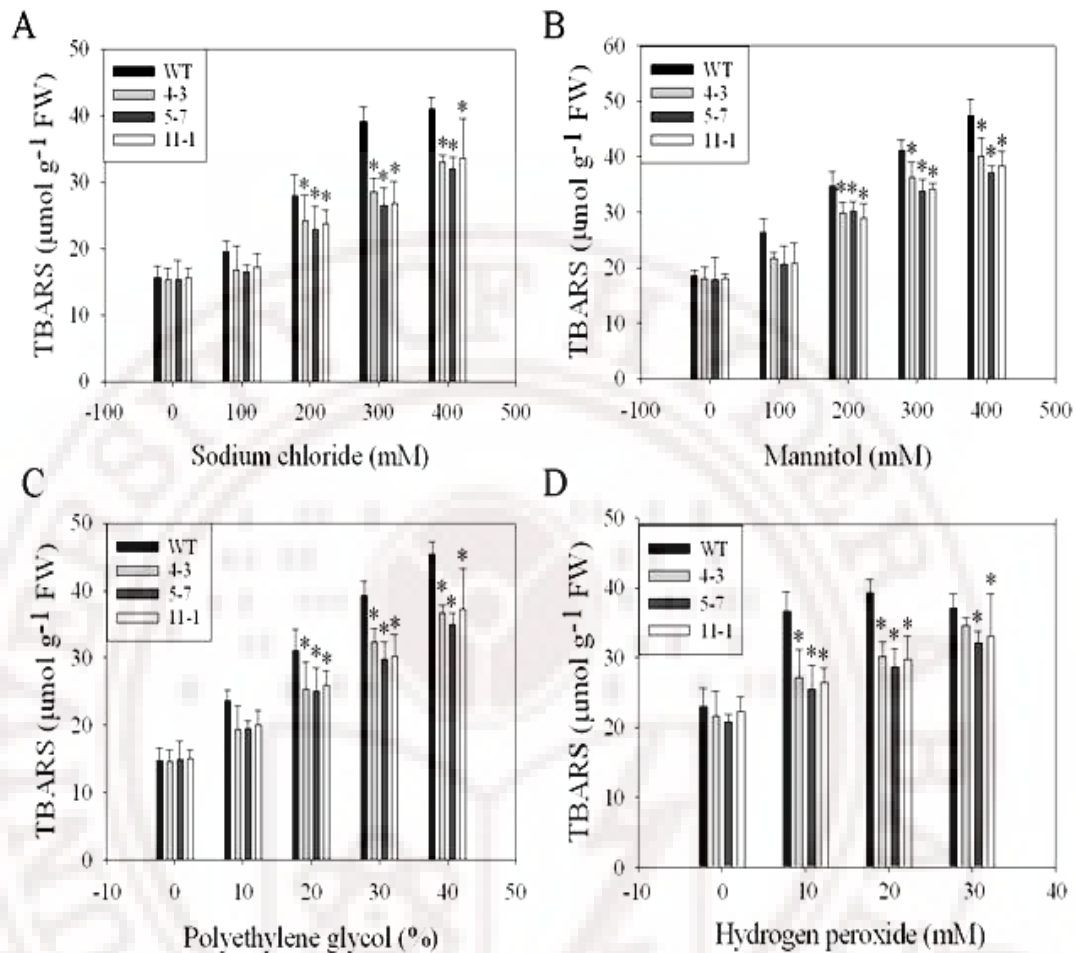 A
TBARS (µmol g-1 FW)
50
40
30
20
10
0
WT
4-3
5-7
11-1
* * *
* * *
* * *
-100 0 100 200 300 400 500
Sodium chloride (mM)
B
TBARS (µmol g-1 FW)
60
50
40
30
20
10
0
WT
4-3
5-7
11-1
** *
* * *
* * *
-100 0 100 200 300 400 500
Mannitol (mM)
C
TBARS (µmol g-1 FW)
50
40
30
20
10
0
WT
4-3
5-7
11-1
* * *
* * *
* * *
-10 0 10 20 30 40 50
Polyethylene glycol (%)
D
TBARS (µmol g-1 FW)
50
40
30
20
10
0
WT
4-3
5-7
11-1
* * *
* * *
* *
-10 0 10 20 30 40
Hydrogen peroxide (mM)